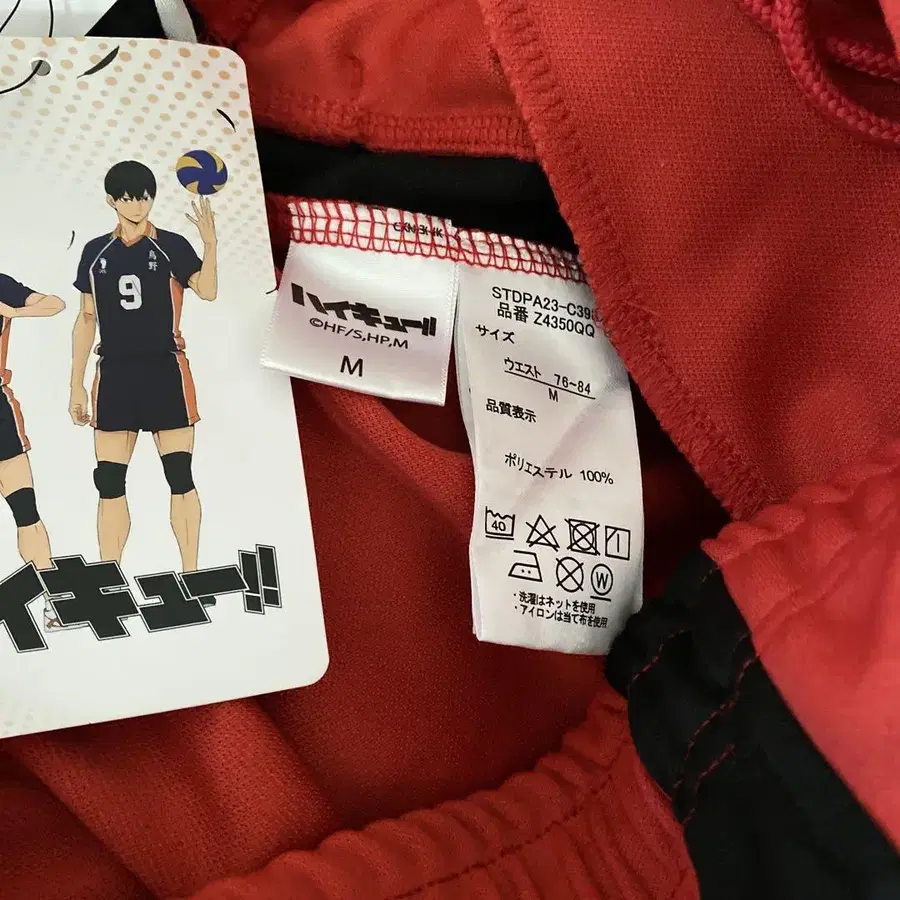 烏野
9
イキュー!!
ハイキュー!!
©HF/S,HP,M
M
STDPA23-C39
品番 Z4350QQ
サイズ
ウエスト 76~84
M
品質表示
ポリエステル 100%
40
W
・洗濯はネットを使用
・アイロンは当て布を使用